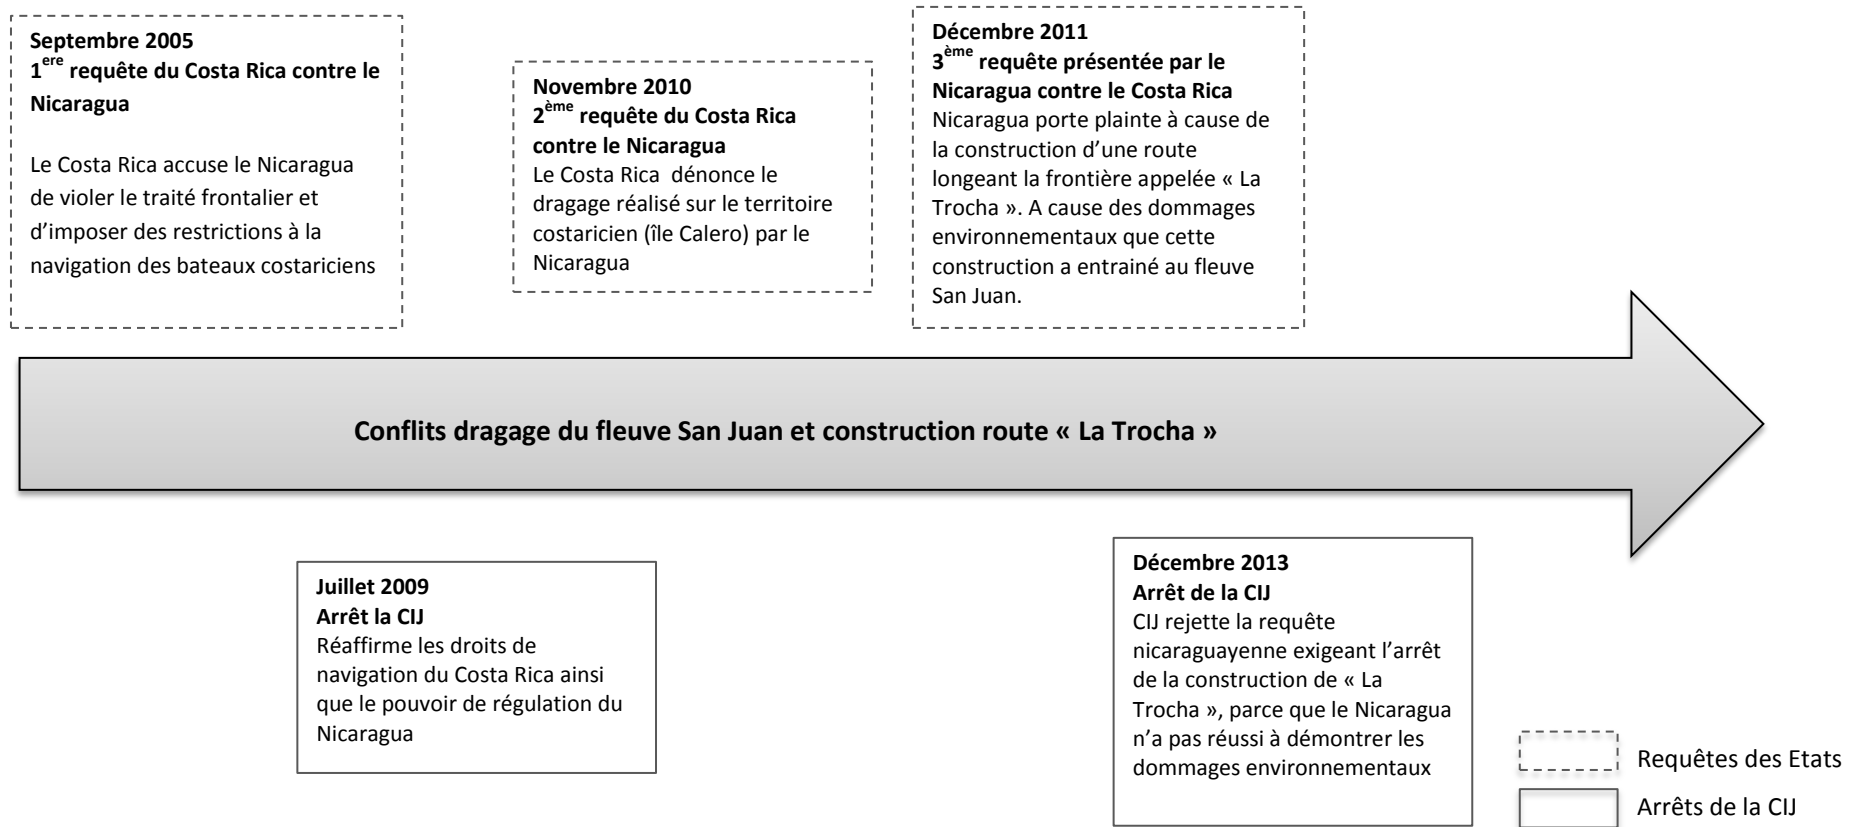 Septembre 2005
1ere requête du Costa Rica contre le
Nicaragua
Le Costa Rica accuse le Nicaragua
de violer le traité frontalier et
d’imposer des restrictions à la
navigation des bateaux costariciens
Novembre 2010
2ème requête du Costa Rica
contre le Nicaragua
Le Costa Rica dénonce le
dragage réalisé sur le territoire
costaricien (île Calero) par le
Nicaragua
Décembre 2011
3ème requête présentée par le
Nicaragua contre le Costa Rica
Nicaragua porte plainte à cause de
la construction d’une route
longeant la frontière appelée « La
Trocha ». A cause des dommages
environnementaux que cette
construction a entrainé au fleuve
San Juan.
Conflits dragage du fleuve San Juan et construction route « La Trocha »
Juillet 2009
Arrêt la CIJ
Réaffirme les droits de
navigation du Costa Rica ainsi
que le pouvoir de régulation du
Nicaragua
Décembre 2013
Arrêt de la CIJ
CIJ rejette la requête
nicaraguayenne exigeant l’arrêt
de la construction de « La
Trocha », parce que le Nicaragua
n’a pas réussi à démontrer les
dommages environnementaux
Requêtes des Etats
Arrêts de la CIJ